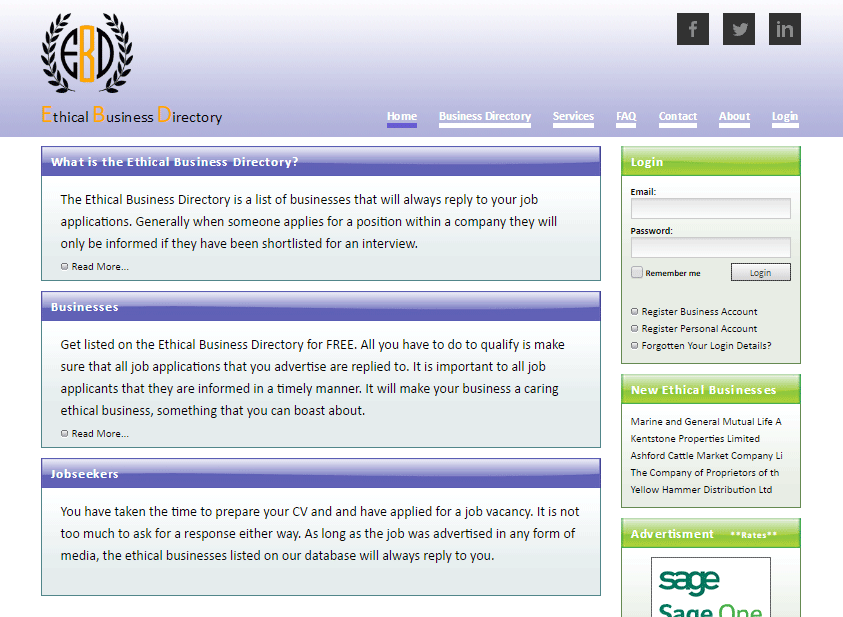 EBD
Ethical Business Directory
Home Business Directory Services FAQ Contact About Login
What is the Ethical Business Directory?
The Ethical Business Directory is a list of businesses that will always reply to your job
applications. Generally when someone applies for a position within a company they will
only be informed if they have been shortlisted for an interview.
Read More...
Businesses
Get listed on the Ethical Business Directory for FREE. All you have to do to qualify is make
sure that all job applications that you advertise are replied to. It is important to all job
applicants that they are informed in a timely manner. It will make your business a caring
ethical business, something that you can boast about.
Read More...
Jobseekers
You have taken the time to prepare your CV and and have applied for a job vacancy. It is not
too much to ask for a response either way. As long as the job was advertised in any form of
media, the ethical businesses listed on our database will always reply to you.
Login
Email:
Password:
Remember me Login
Register Business Account
Register Personal Account
Forgotten Your Login Details?
New Ethical Businesses
Marine and General Mutual Life A
Kentstone Properties Limited
Ashford Cattle Market Company Li
The Company of Proprietors of th
Yellow Hammer Distribution Ltd
Advertisment **Rates**
sage
Sage One